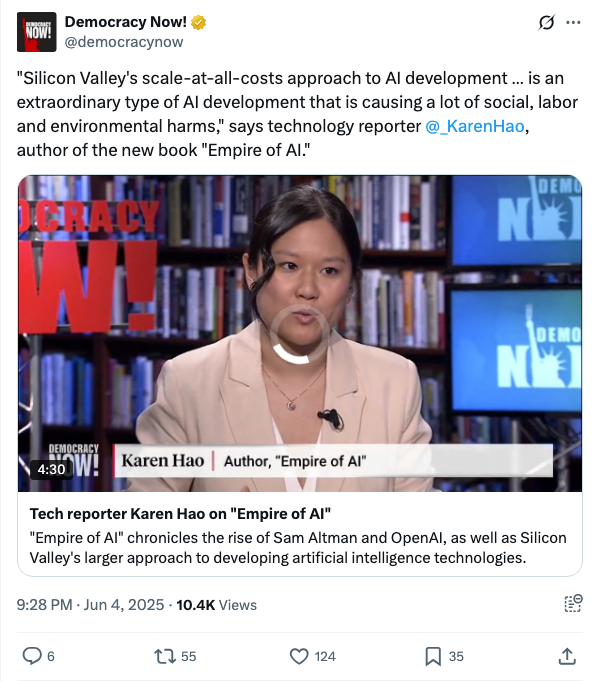 DEMOCRACY
NOW!
Democracy Now!
@democracynow
"Silicon Valley's scale-at-all-costs approach to AI development ... is an
extraordinary type of AI development that is causing a lot of social, labor
and environmental harms," says technology reporter @_KarenHao,
author of the new book "Empire of AI."
CRACY
W!
DEMO
N
DEMO
N
DEMOCRACY
NOW!
4:30
Karen Hao | Author, "Empire of AI"
Tech reporter Karen Hao on "Empire of AI"
"Empire of AI" chronicles the rise of Sam Altman and OpenAI, as well as Silicon
Valley's larger approach to developing artificial intelligence technologies.
9:28 PM · Jun 4, 2025 · 10.4K Views
6 55 124 35